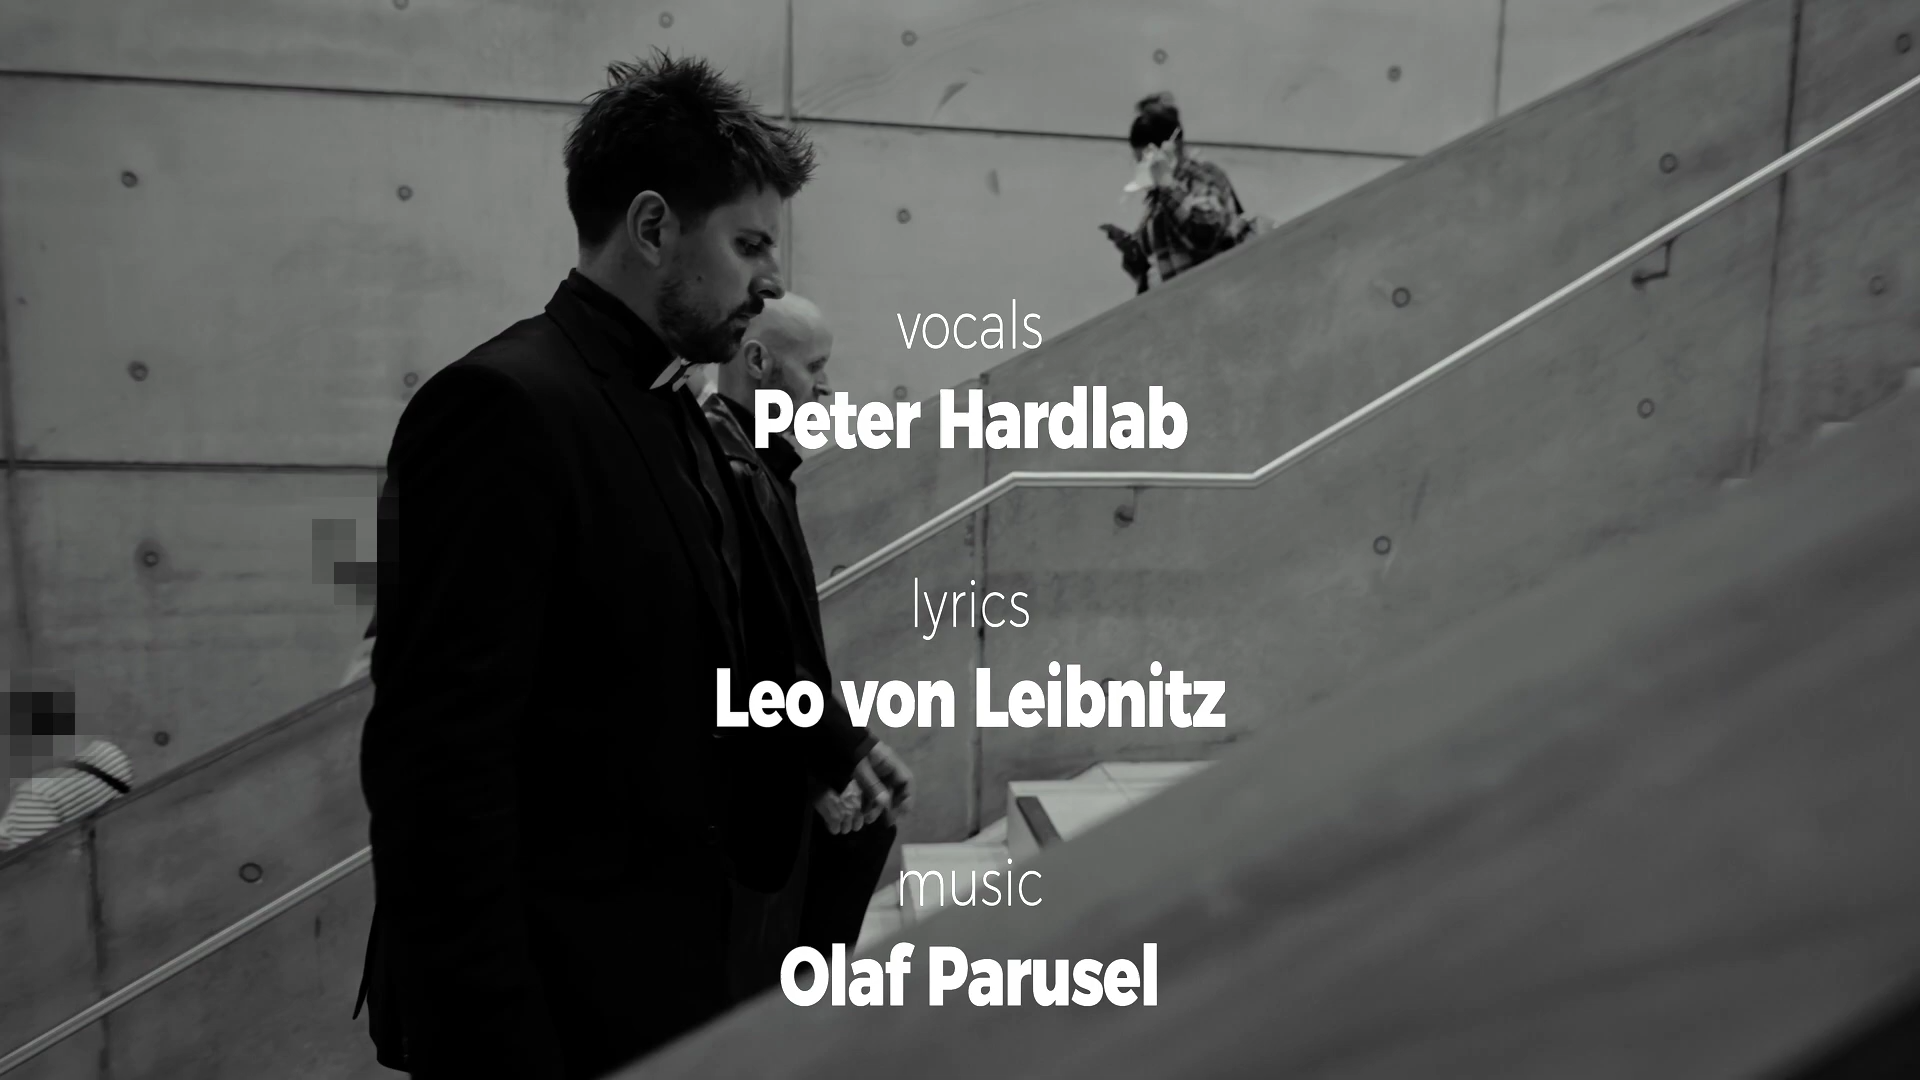 vocals
Peter Hardlab
lyrics
Leo von Leibnitz
music
Olaf Parusel